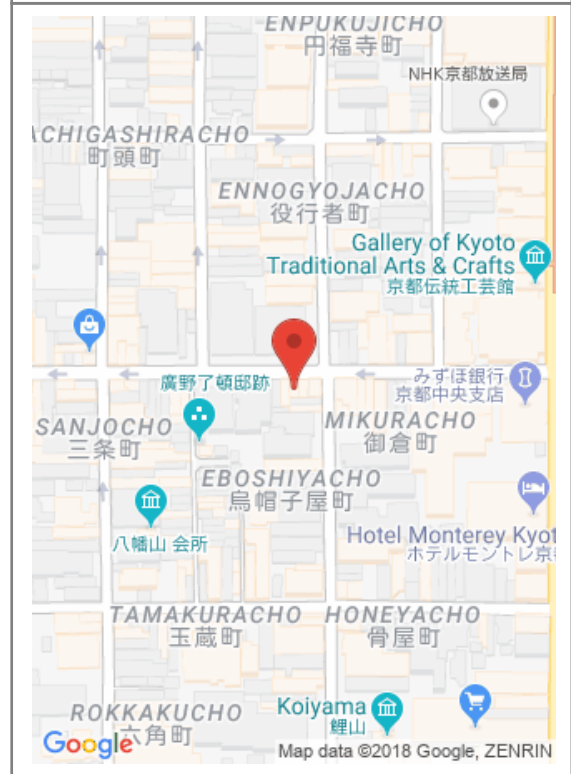 ENPUKUJICHO
円福寺町
NHK京都放送局
ACHIGASHIRACHO
町頭町
ENNOGYOJACHO
役行者町
Gallery of Kyoto
Traditional Arts & Crafts
京都伝統工芸館
廣野了頓邸跡
みずほ銀行
京都中央支店
SANJOCHO
三条町
MIKURACHO
御倉町
EBOSHIYACHO
烏帽子屋町
八幡山 会所
Hotel Monterey Kyot
ホテルモントレ京
TAMAKURACHO
玉蔵町
HONEYACHO
骨屋町
Koiyama
鯉山
ROKKAKUCHO
六角町
Google
Map data ©2018 Google, ZENRIN